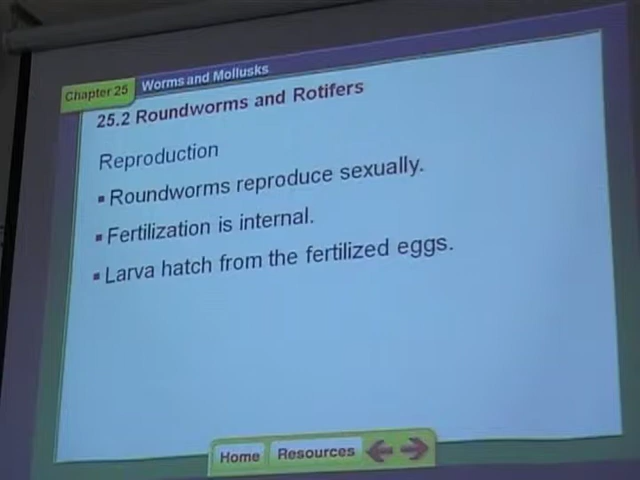 Chapter 25 Worms and Mollusks
25.2 Roundworms and Rotifers
Reproduction
▪ Roundworms reproduce sexually.
▪ Fertilization is internal.
▪ Larva hatch from the fertilized eggs.
Home Resources